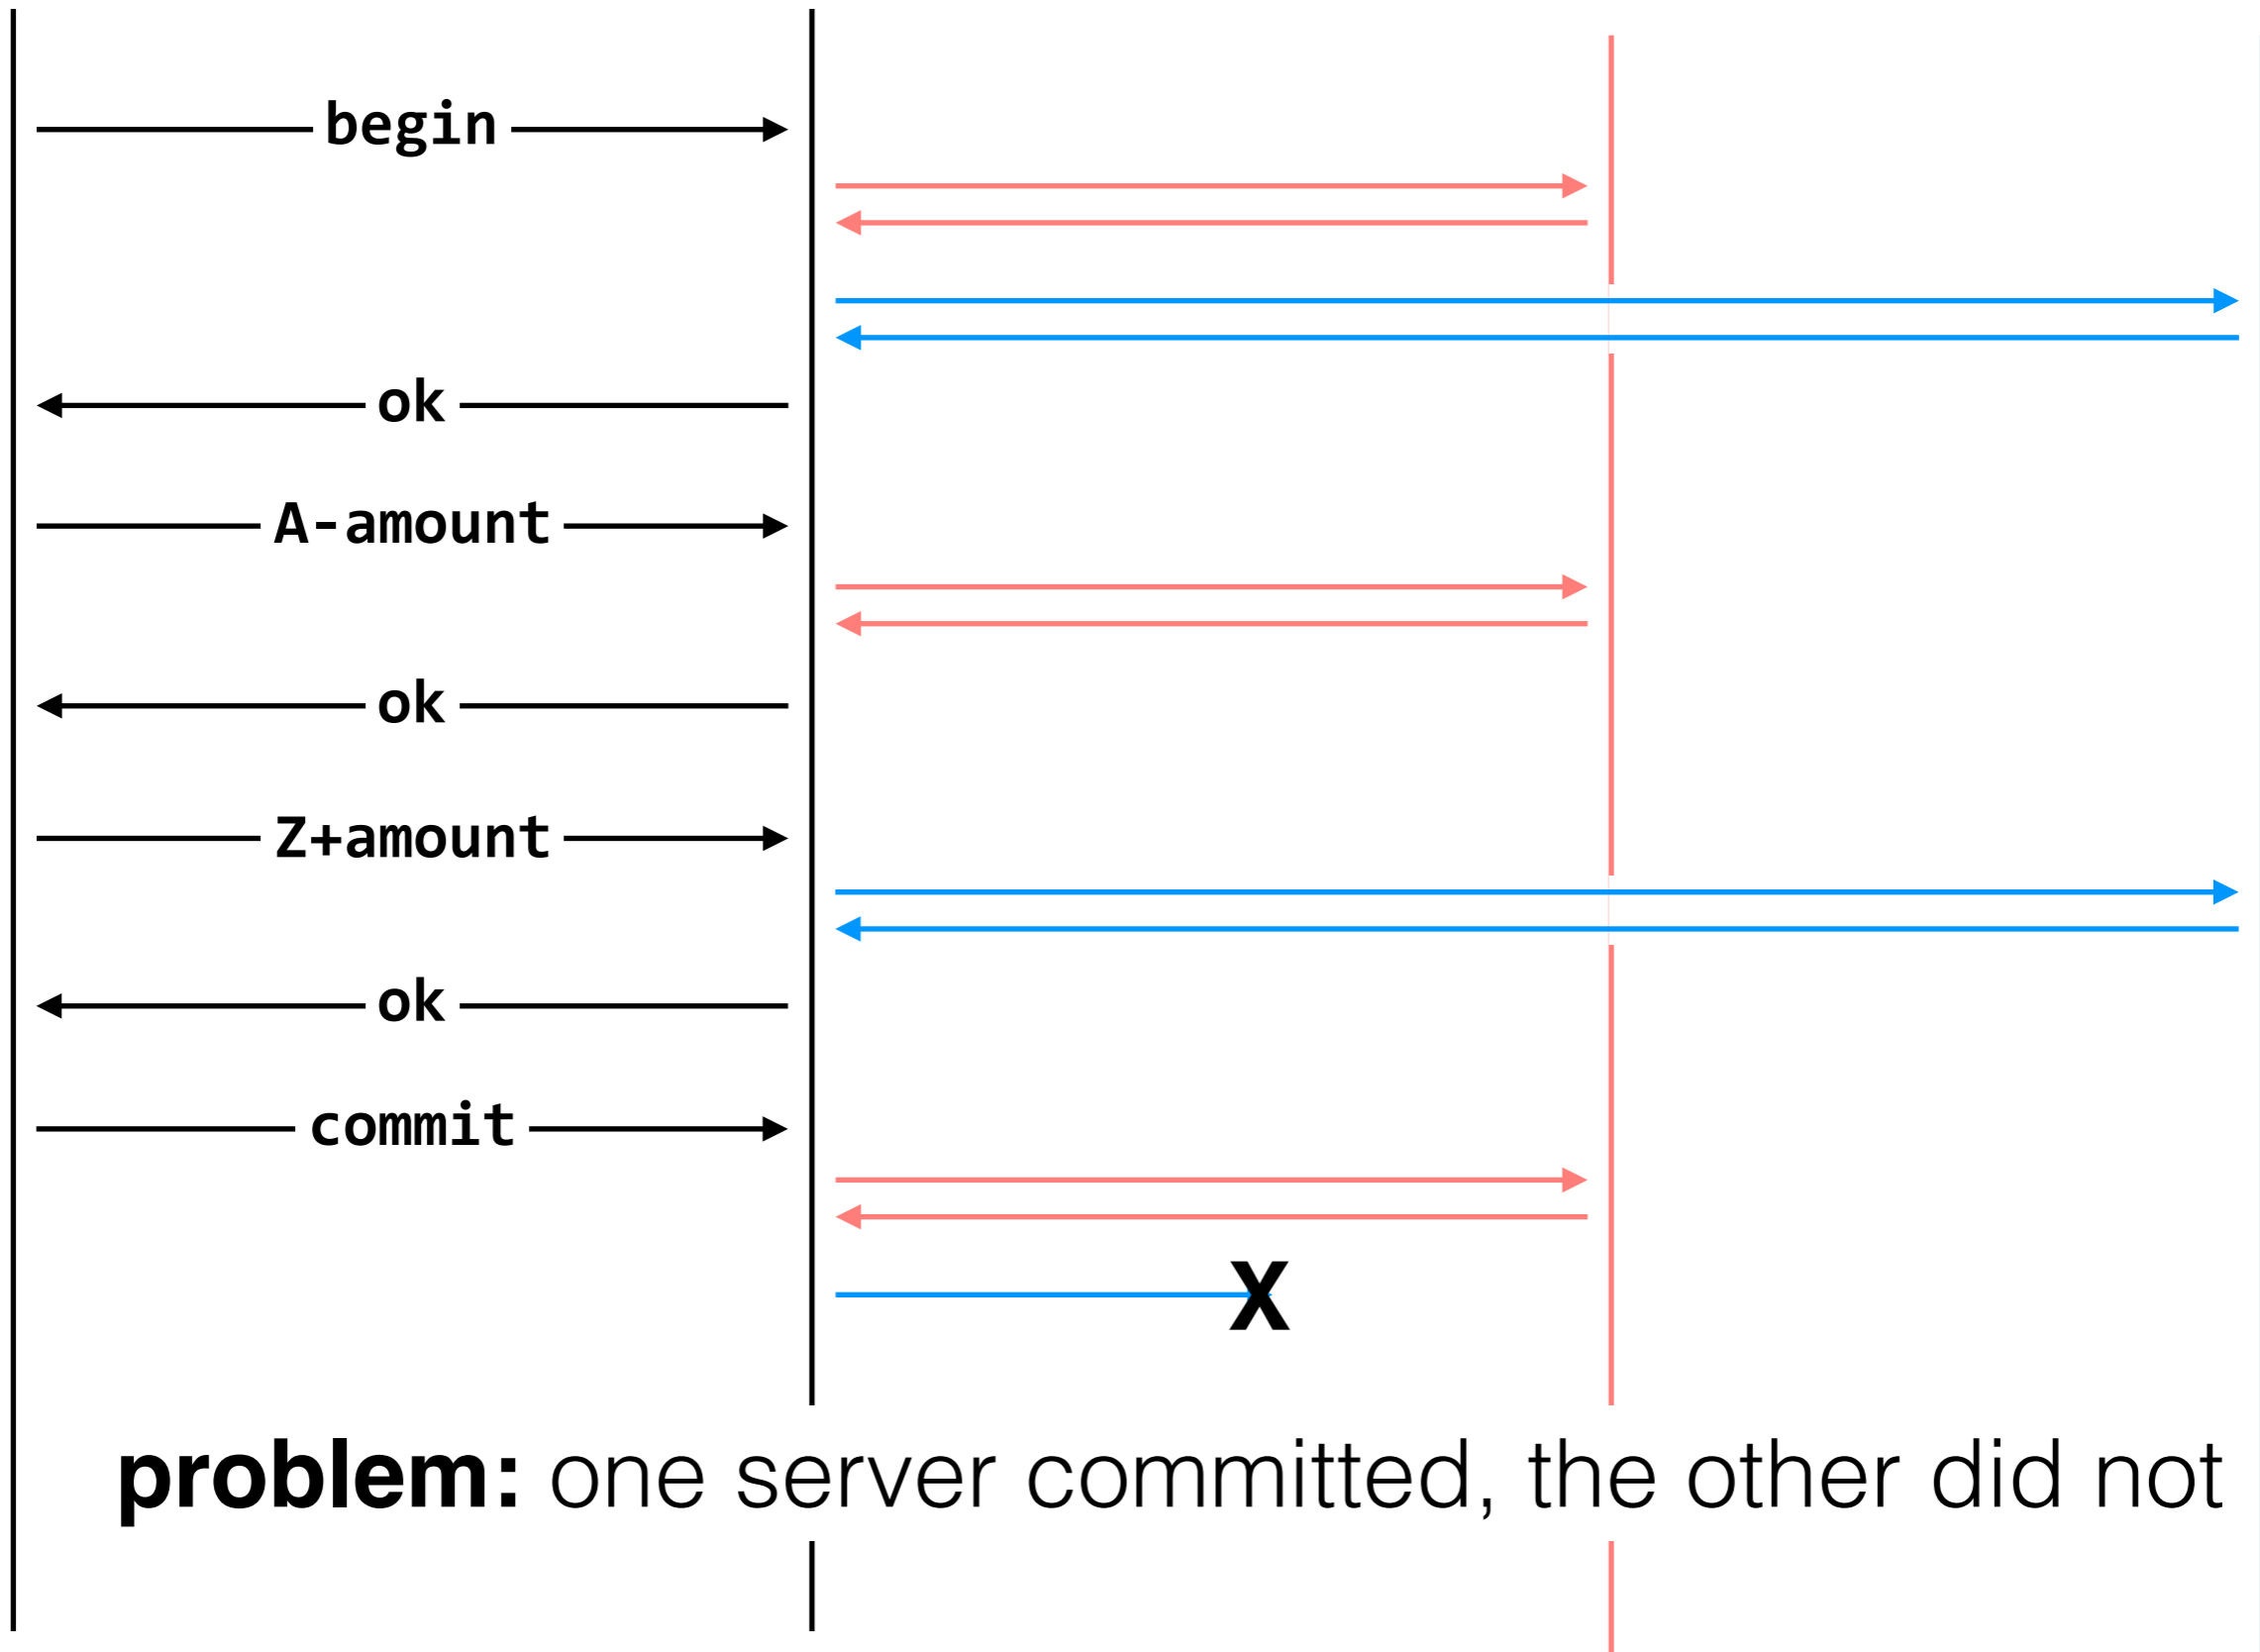 begin
ok
A-amount
ok
Z+amount
ok
commit
X
problem: one server committed, the other did not